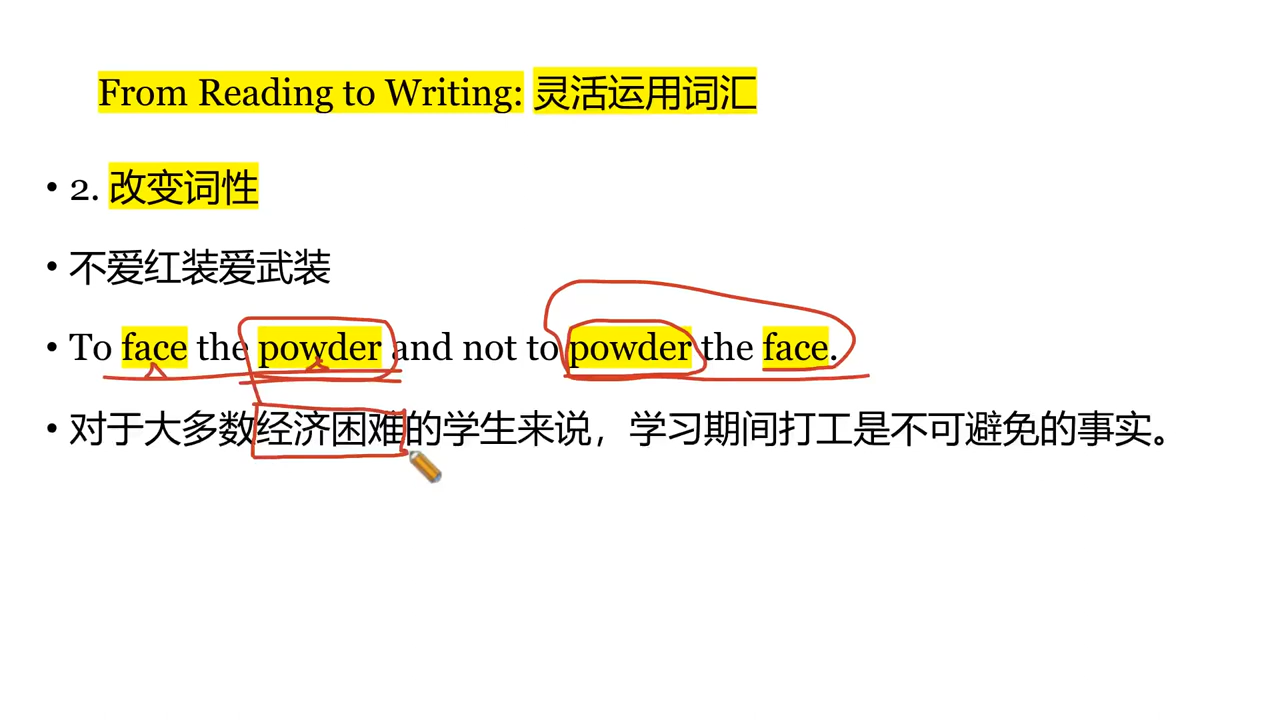 From Reading to Writing: 灵活运用词汇
• 2. 改变词性
• 不爱红装爱武装
• To face the powder and not to powder the face.
• 对于大多数经济困难的学生来说，学习期间打工是不可避免的事实。